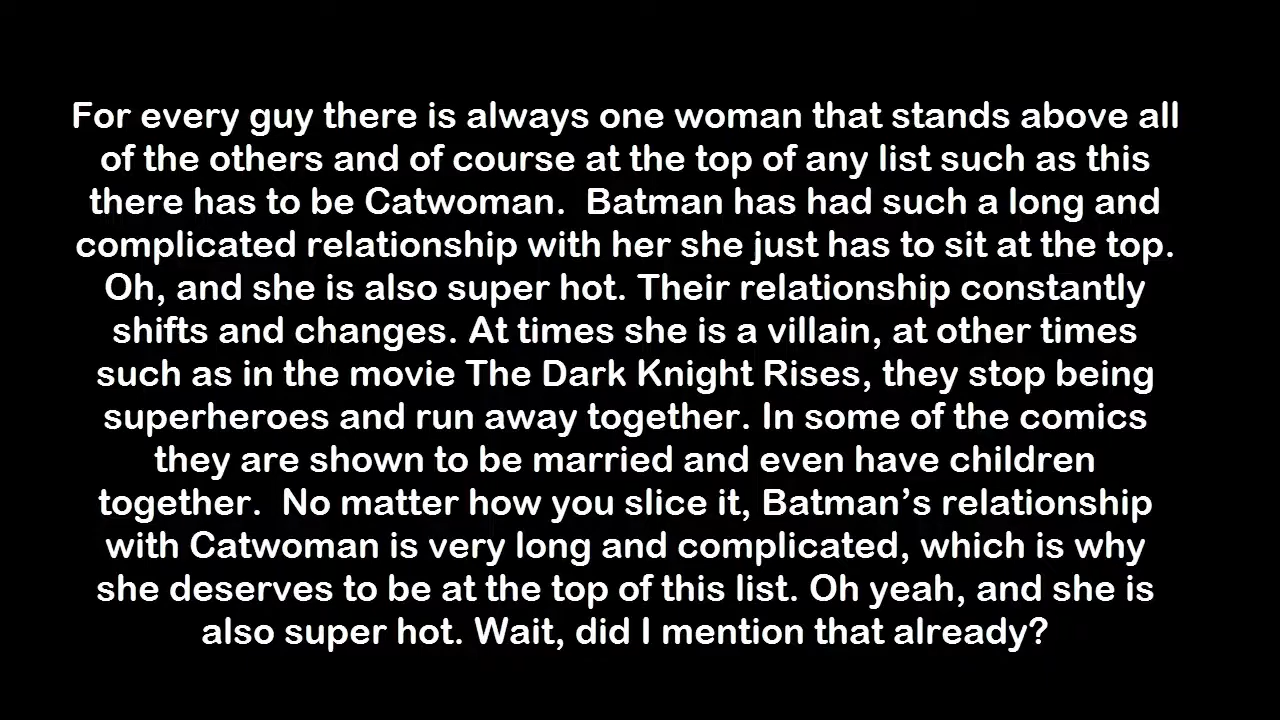 For every guy there is always one woman that stands above all
of the others and of course at the top of any list such as this
there has to be Catwoman.  Batman has had such a long and
complicated relationship with her she just has to sit at the top.
Oh, and she is also super hot. Their relationship constantly
shifts and changes. At times she is a villain, at other times
such as in the movie The Dark Knight Rises, they stop being
superheroes and run away together. In some of the comics
they are shown to be married and even have children
together.  No matter how you slice it, Batman’s relationship
with Catwoman is very long and complicated, which is why
she deserves to be at the top of this list. Oh yeah, and she is
also super hot. Wait, did I mention that already?